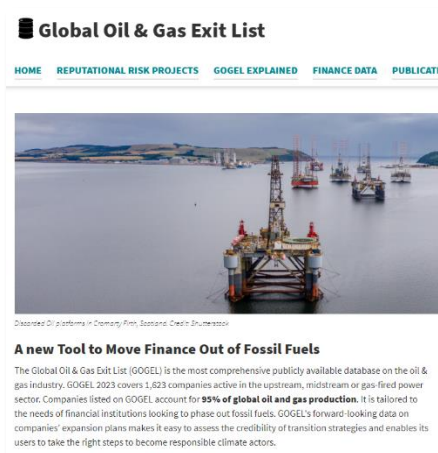 Global Oil & Gas Exit List
HOME REPUTATIONAL RISK PROJECTS GOGEL EXPLAINED FINANCE DATA PUBLICATI
Discarded Oil platforms in Cromarty Firth, Scotland. Credit: Shutterstock
A new Tool to Move Finance Out of Fossil Fuels
The Global Oil & Gas Exit List (GOGEL) is the most comprehensive publicly available database on the oil &
gas industry. GOGEL 2023 covers 1,623 companies active in the upstream, midstream or gas-fired power
sector. Companies listed on GOGEL account for 95% of global oil and gas production. It is tailored to
the needs of financial institutions looking to phase out fossil fuels. GOGEL's forward-looking data on
companies' expansion plans makes it easy to assess the credibility of transition strategies and enables its
users to take the right steps to become responsible climate actors.